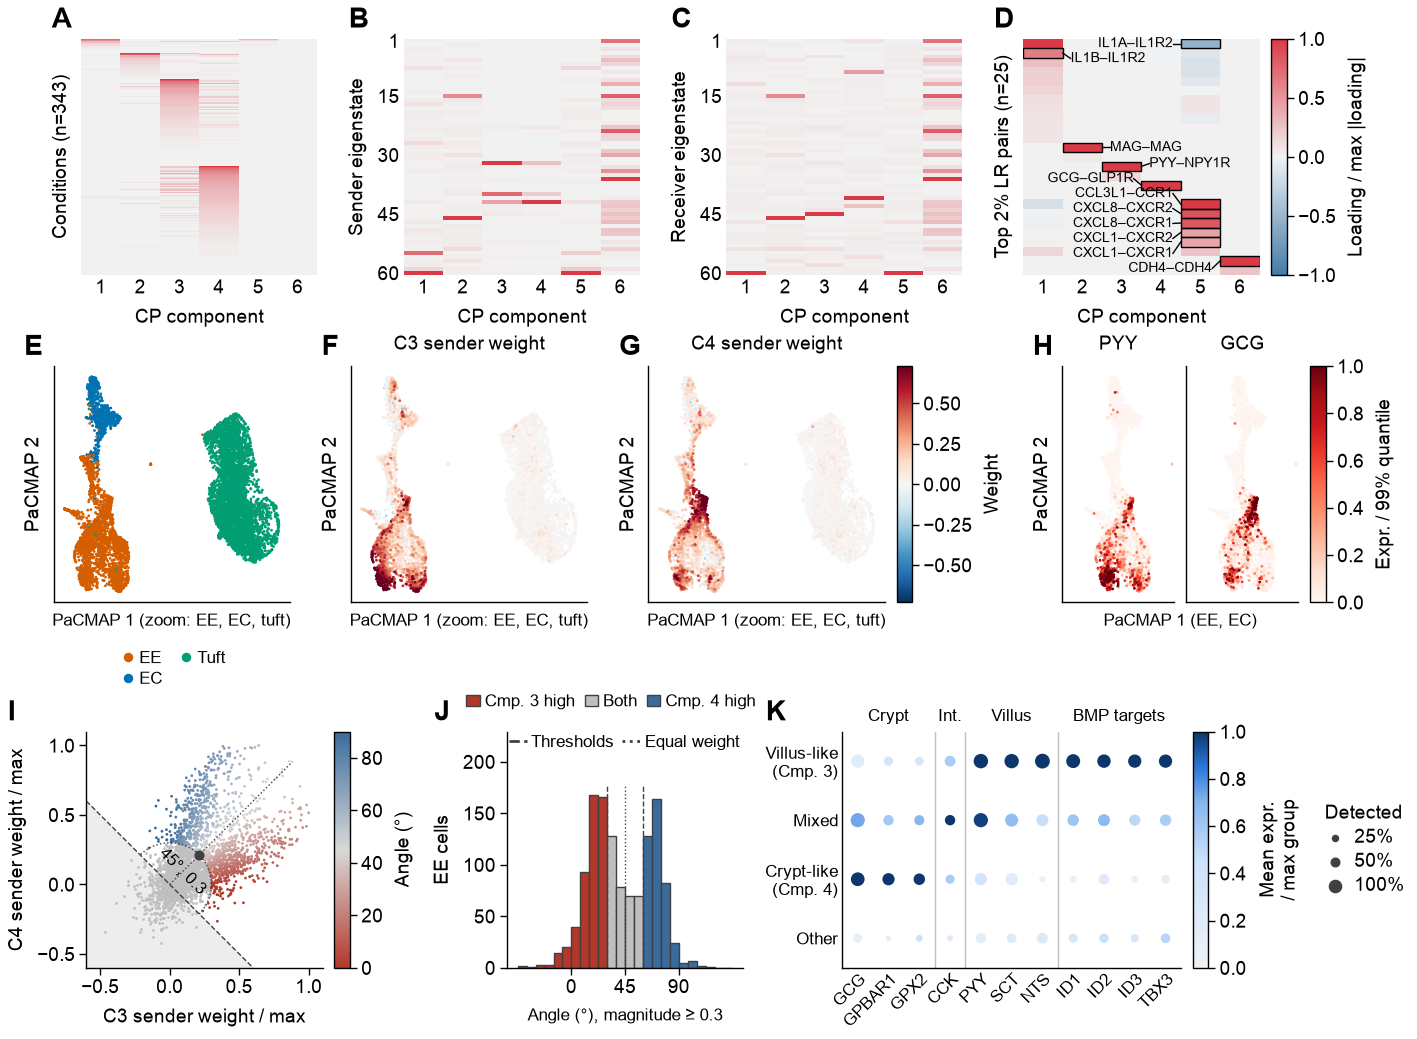 A
Conditions (n=343)
1 2 3 4 5 6
CP component
B
Sender eigenstate
1
15
30
45
60
1 2 3 4 5 6
CP component
C
Receiver eigenstate
1
15
30
45
60
1 2 3 4 5 6
CP component
D
Top 2% LR pairs (n=25)
IL1A–IL1R2
IL1B–IL1R2
MAG–MAG
PYY–NPY1R
GCG–GLP1R
CCL3L1–CCR1
CXCL8–CXCR2
CXCL8–CXCR1
CXCL1–CXCR2
CXCL1–CXCR1
CDH4–CDH4
1 2 3 4 5 6
CP component
1.0
0.5
0.0
−0.5
−1.0
Loading / max |loading|
E
PaCMAP 2
PaCMAP 1 (zoom: EE, EC, tuft)
EE
Tuft
EC
F
C3 sender weight
PaCMAP 2
PaCMAP 1 (zoom: EE, EC, tuft)
G
C4 sender weight
PaCMAP 2
PaCMAP 1 (zoom: EE, EC, tuft)
0.50
0.25
0.00
−0.25
−0.50
Weight
H
PYY
GCG
PaCMAP 2
PaCMAP 1 (EE, EC)
1.0
0.8
0.6
0.4
0.2
0.0
Expr. / 99% quantile
I
C4 sender weight / max
1.0
0.5
0.0
−0.5
45°
0.3
−0.5 0.0 0.5 1.0
C3 sender weight / max
80
60
40
20
0
Angle (°)
J
Cmp. 3 high Both Cmp. 4 high
Thresholds Equal weight
EE cells
200
150
100
50
0
0 45 90
Angle (°), magnitude ≥ 0.3
K
Crypt Int. Villus BMP targets
Villus-like
(Cmp. 3)
Mixed
Crypt-like
(Cmp. 4)
Other
GCG GPBAR1 GPX2 CCK PYY SCT NTS ID1 ID2 ID3 TBX3
1.0
0.8
0.6
0.4
0.2
0.0
Mean expr.
/ max group
Detected
25%
50%
100%